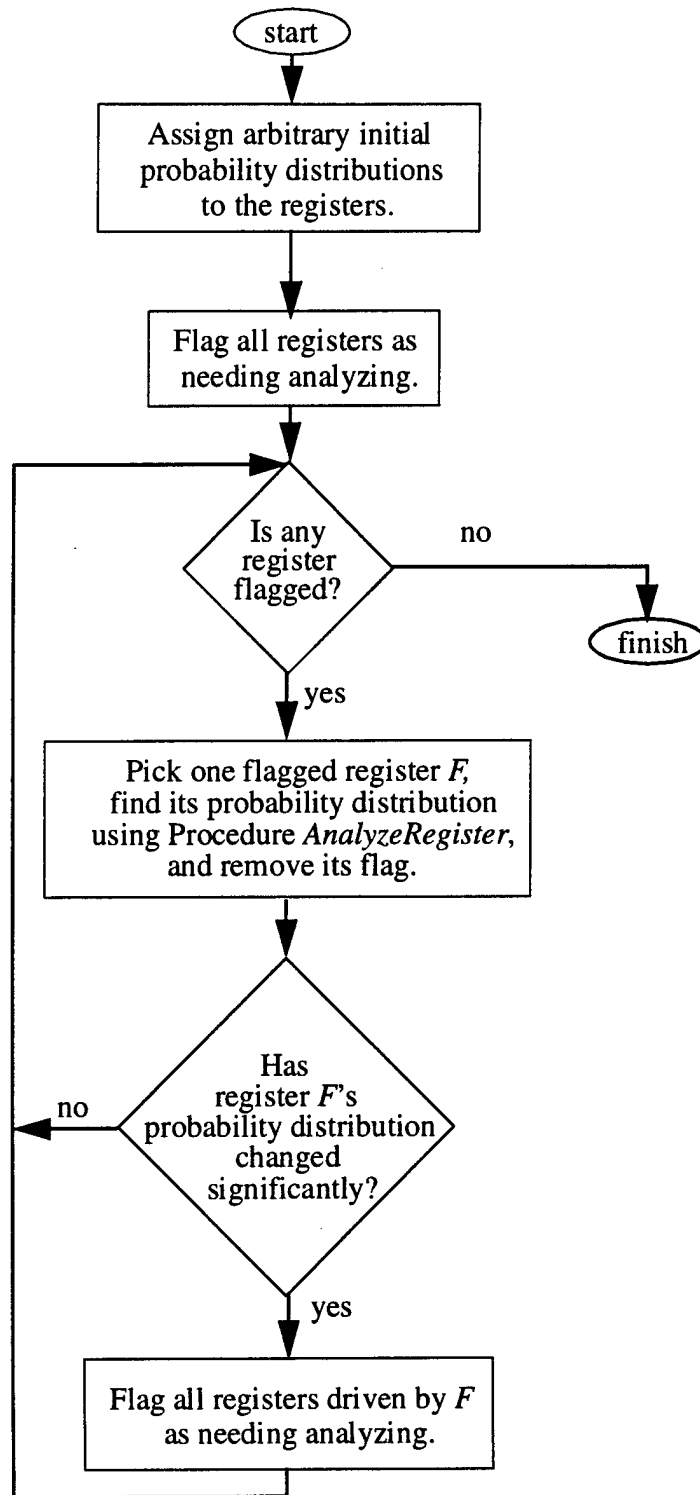 start
Assign arbitrary initial
probability distributions
to the registers.
Flag all registers as
needing analyzing.
Is any
register
flagged?
no
finish
yes
Pick one flagged register F,
find its probability distribution
using Procedure AnalyzeRegister,
and remove its flag.
Has
register F's
probability distribution
changed
significantly?
no
yes
Flag all registers driven by F
as needing analyzing.